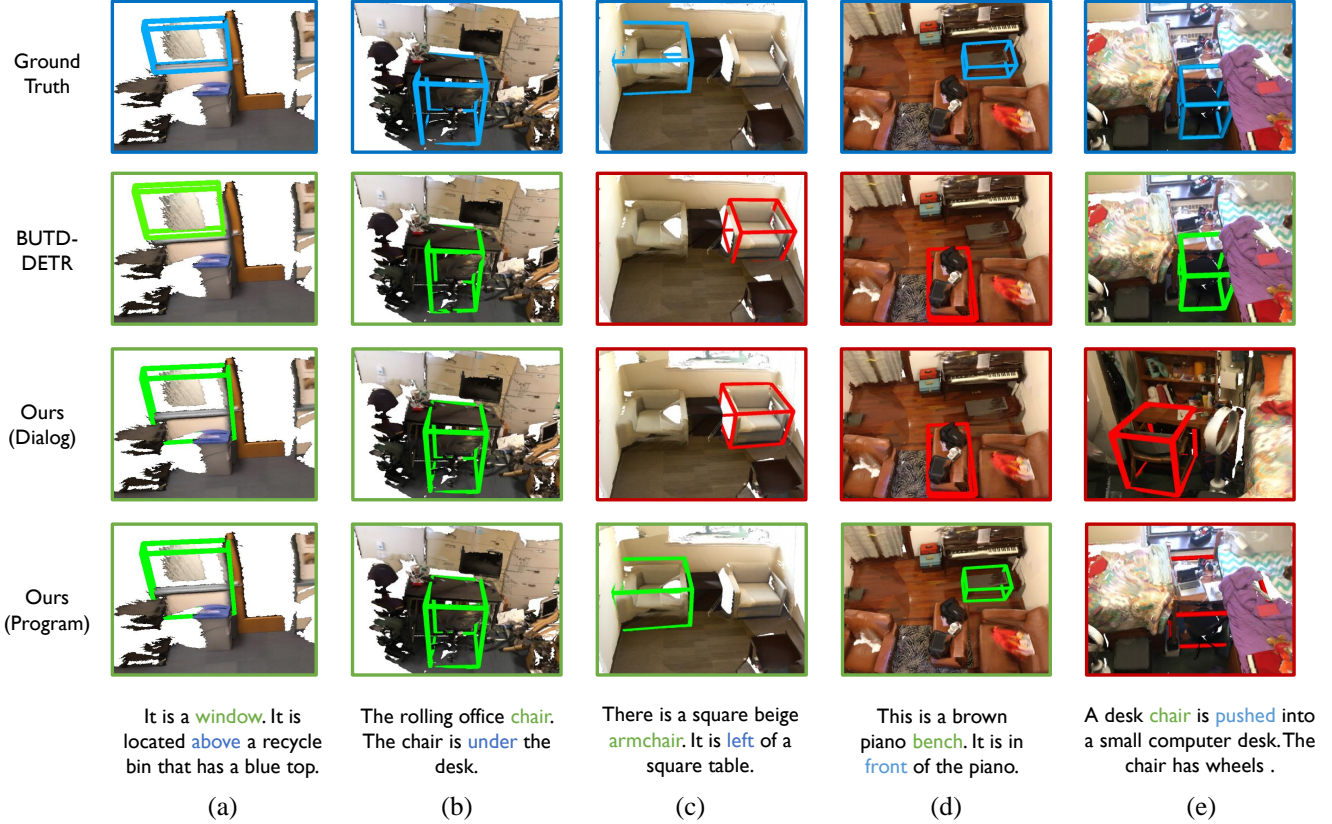 Ground
Truth
BUTD-
DETR
Ours
(Dialog)
Ours
(Program)
It is a window. It is
located above a recycle
bin that has a blue top.
The rolling office chair.
The chair is under the
desk.
There is a square beige
armchair. It is left of a
square table.
This is a brown
piano bench. It is in
front of the piano.
A desk chair is pushed into
a small computer desk. The
chair has wheels .
(a)
(b)
(c)
(d)
(e)